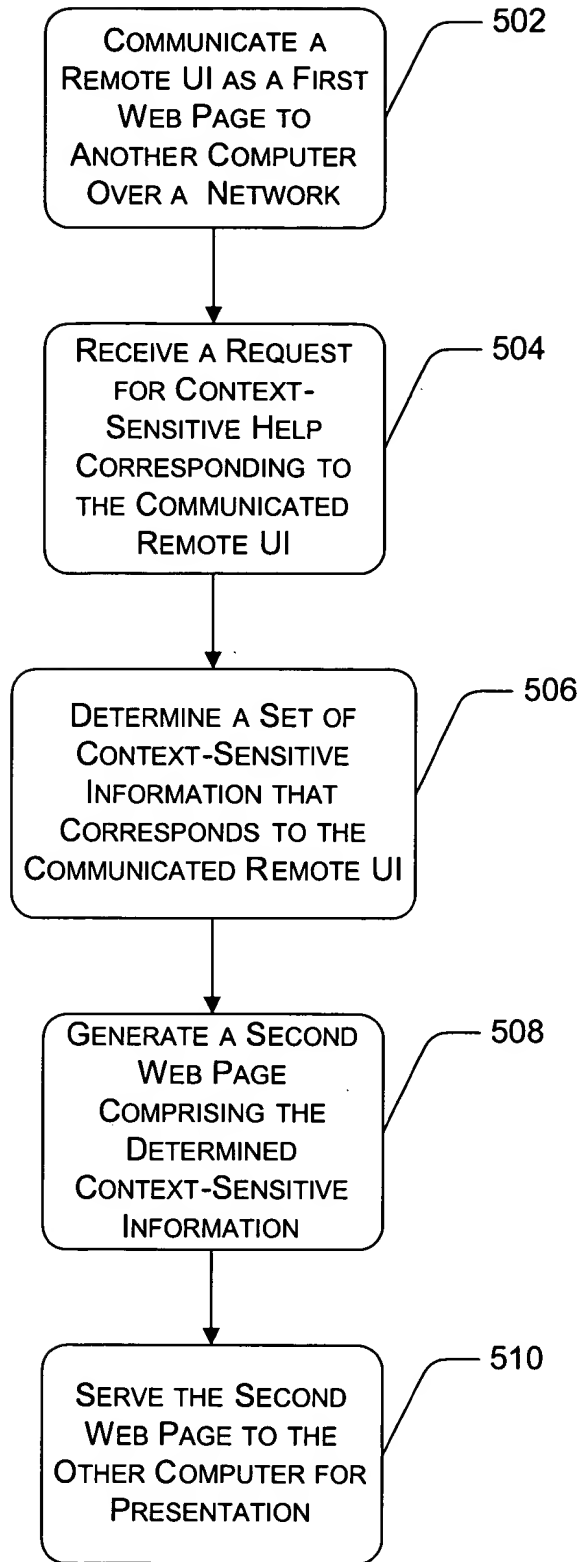 COMMUNICATE A
REMOTE UI AS A FIRST
WEB PAGE TO
ANOTHER COMPUTER
OVER A NETWORK
502
RECEIVE A REQUEST
FOR CONTEXT-
SENSITIVE HELP
CORRESPONDING TO
THE COMMUNICATED
REMOTE UI
504
DETERMINE A SET OF
CONTEXT-SENSITIVE
INFORMATION THAT
CORRESPONDS TO THE
COMMUNICATED REMOTE UI
506
GENERATE A SECOND
WEB PAGE
COMPRISING THE
DETERMINED
CONTEXT-SENSITIVE
INFORMATION
508
SERVE THE SECOND
WEB PAGE TO THE
OTHER COMPUTER FOR
PRESENTATION
510